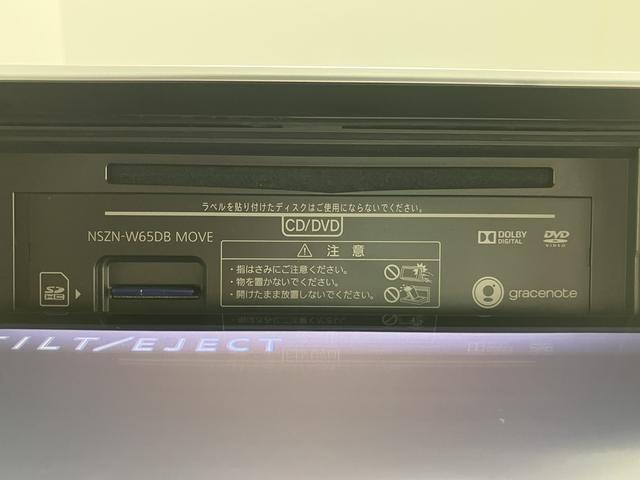 ラベルを貼り付けたディスクはご使用にならないでください。
CD/DVD
NSZN-W65DB MOVE
DOLBY
DIGITAL
DVD
VIDEO
注 意
・指はさみにご注意ください。
・物を置かないでください。
・開けたまま放置しないでください。
SD
HC
gracenote
TILT/EJECT